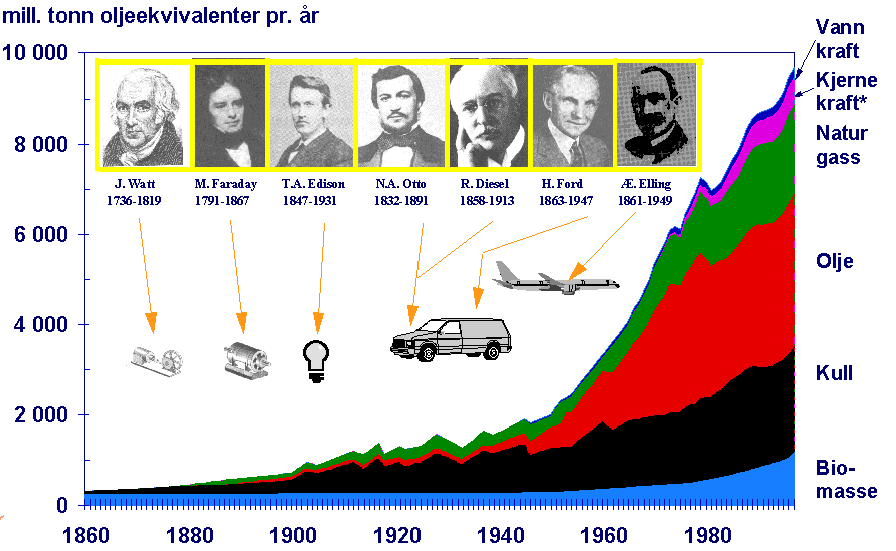 mill. tonn oljeekvivalenter pr. år
10 000
8 000
6 000
4 000
2 000
0
1860
1880
1900
1920
1940
1960
1980
J. Watt
1736-1819
M. Faraday
1791-1867
T.A. Edison
1847-1931
N.A. Otto
1832-1891
R. Diesel
1858-1913
H. Ford
1863-1947
Æ. Elling
1861-1949
Vann
kraft
Kjerne
kraft*
Natur
gass
Olje
Kull
Bio-
masse